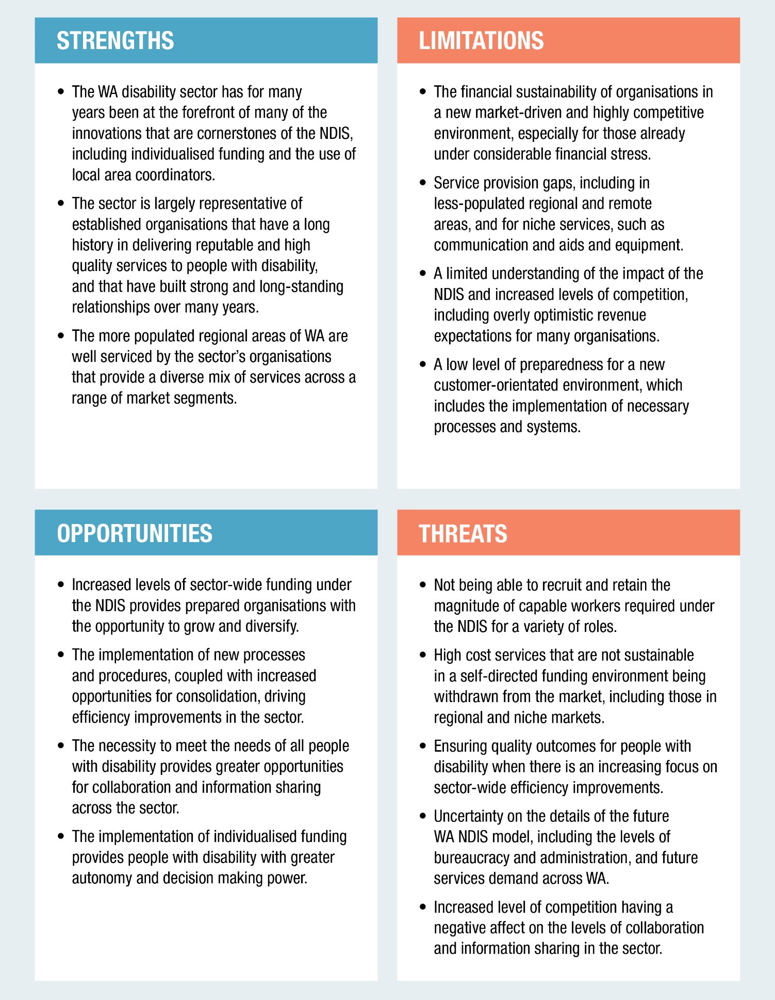 STRENGTHS
• The WA disability sector has for many
years been at the forefront of many of the
innovations that are cornerstones of the NDIS,
including individualised funding and the use of
local area coordinators.
• The sector is largely representative of
established organisations that have a long
history in delivering reputable and high
quality services to people with disability,
and that have built strong and long-standing
relationships over many years.
• The more populated regional areas of WA are
well serviced by the sector’s organisations
that provide a diverse mix of services across a
range of market segments.
LIMITATIONS
• The financial sustainability of organisations in
a new market-driven and highly competitive
environment, especially for those already
under considerable financial stress.
• Service provision gaps, including in
less-populated regional and remote
areas, and for niche services, such as
communication and aids and equipment.
• A limited understanding of the impact of the
NDIS and increased levels of competition,
including overly optimistic revenue
expectations for many organisations.
• A low level of preparedness for a new
customer-orientated environment, which
includes the implementation of necessary
processes and systems.
OPPORTUNITIES
• Increased levels of sector-wide funding under
the NDIS provides prepared organisations with
the opportunity to grow and diversify.
• The implementation of new processes
and procedures, coupled with increased
opportunities for consolidation, driving
efficiency improvements in the sector.
• The necessity to meet the needs of all people
with disability provides greater opportunities
for collaboration and information sharing
across the sector.
• The implementation of individualised funding
provides people with disability with greater
autonomy and decision making power.
THREATS
• Not being able to recruit and retain the
magnitude of capable workers required under
the NDIS for a variety of roles.
• High cost services that are not sustainable
in a self-directed funding environment being
withdrawn from the market, including those in
regional and niche markets.
• Ensuring quality outcomes for people with
disability when there is an increasing focus on
sector-wide efficiency improvements.
• Uncertainty on the details of the future
WA NDIS model, including the levels of
bureaucracy and administration, and future
services demand across WA.
• Increased level of competition having a
negative affect on the levels of collaboration
and information sharing in the sector.